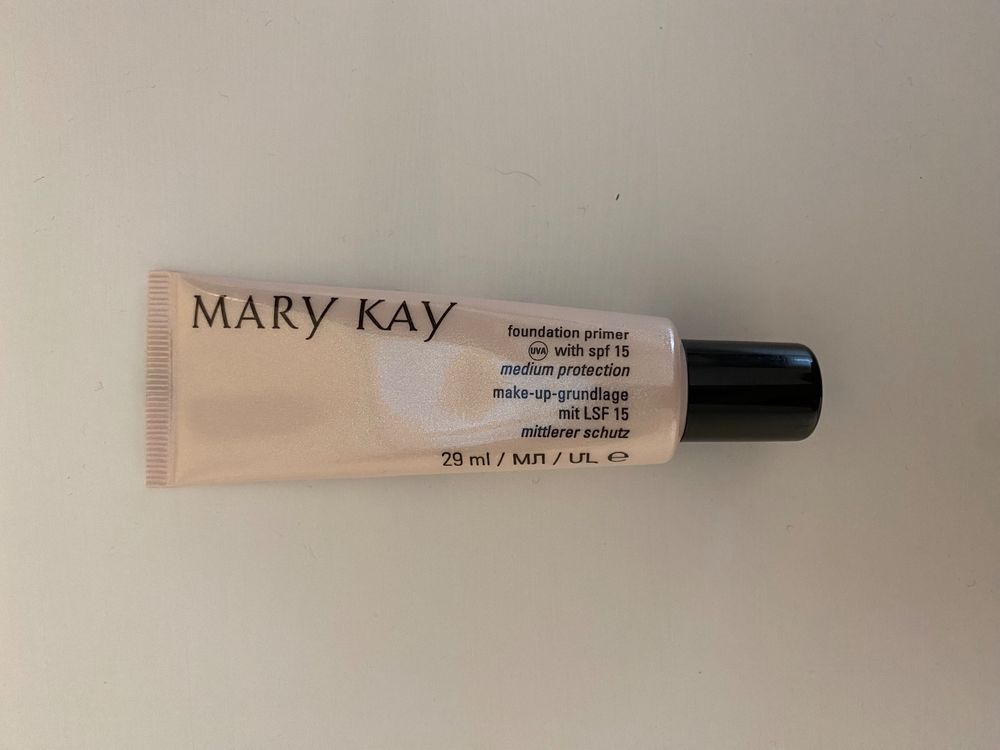 MARY KAY
foundation primer
UVA with spf 15
medium protection
make-up-grundlage
mit LSF 15
mittlerer schutz
29 ml / МЛ / ℮